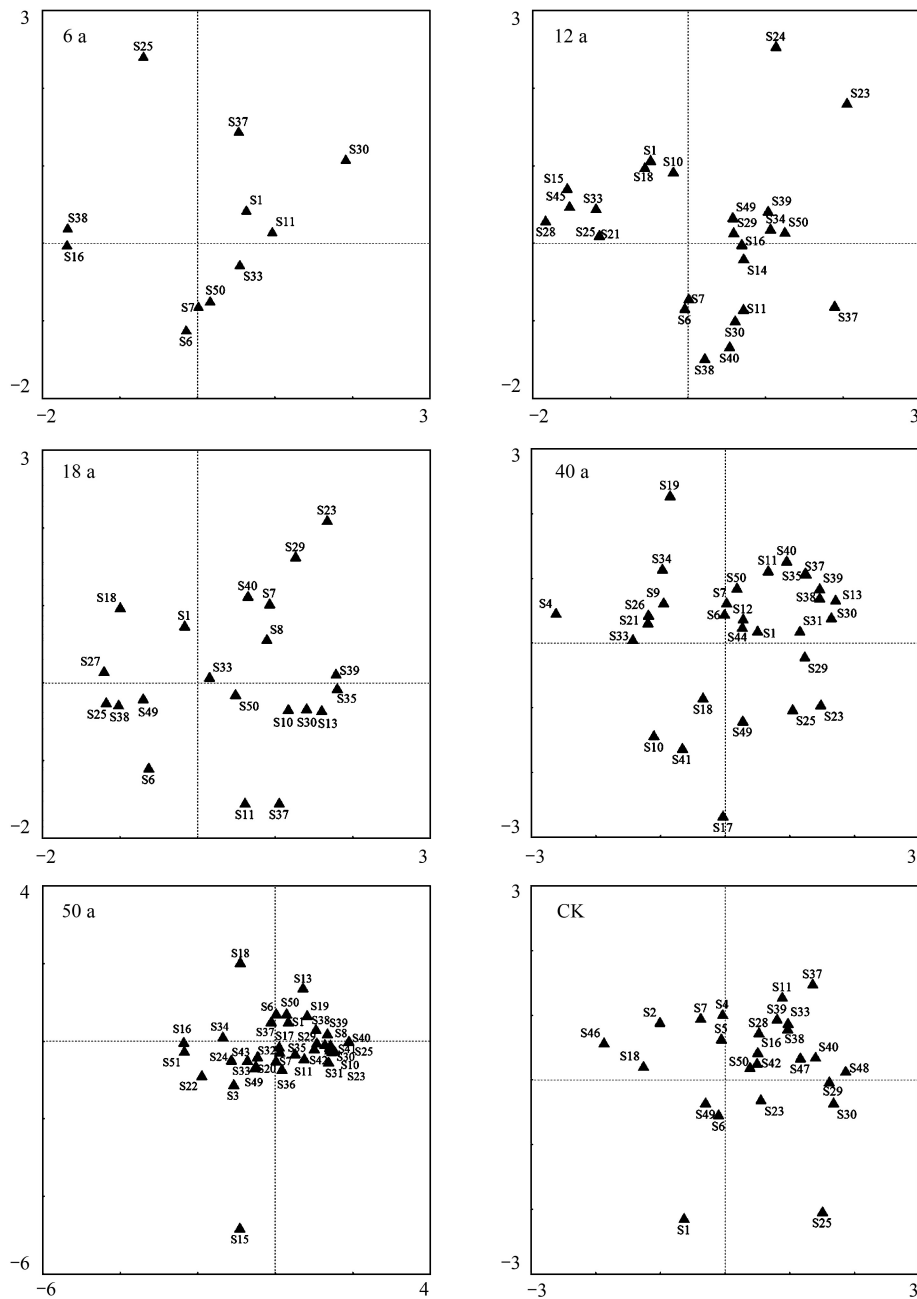 3
6 a
S25
S37
S30
S1
S11
S38
S16
S33
S50
S7
S6
−2
−2
3
12 a
S24
S23
S1
S10
S18
S15
S45
S33
S28
S25
S21
S49
S39
S29
S34
S50
S16
S14
S7
S6
S11
S37
S30
S40
S38
−2
3
3
18 a
S23
S29
S40
S7
S18
S1
S8
S27
S33
S39
S35
S25
S38
S49
S50
S10
S30
S13
S6
S11
S37
−2
−2
3
3
40 a
S19
S40
S34
S11
S37
S35
S50
S39
S9
S7
S38
S13
S4
S26
S12
S6
S30
S21
S31
S33
S44
S1
S29
S18
S25
S23
S49
S10
S41
S17
−3
−3
3
4
50 a
S18
S13
S6
S50
S19
S37
S1
S38
S39
S16
S34
S17
S29
S8
S40
S51
S24
S43
S32
S35
S41
S25
S30
S33
S20
S7
S42
S10
S22
S49
S11
S31
S23
S3
S36
S15
−6
−6
4
3
CK
S37
S11
S2
S7
S4
S39
S33
S46
S5
S28
S38
S16
S40
S18
S50
S42
S47
S48
S29
S49
S23
S30
S6
S1
S25
−3
−3
3